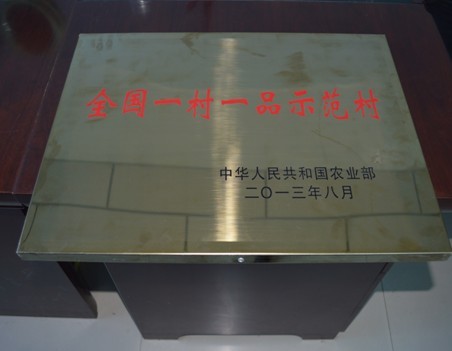 全国一村一品示范村
中华人民共和国农业部
二〇一三年八月